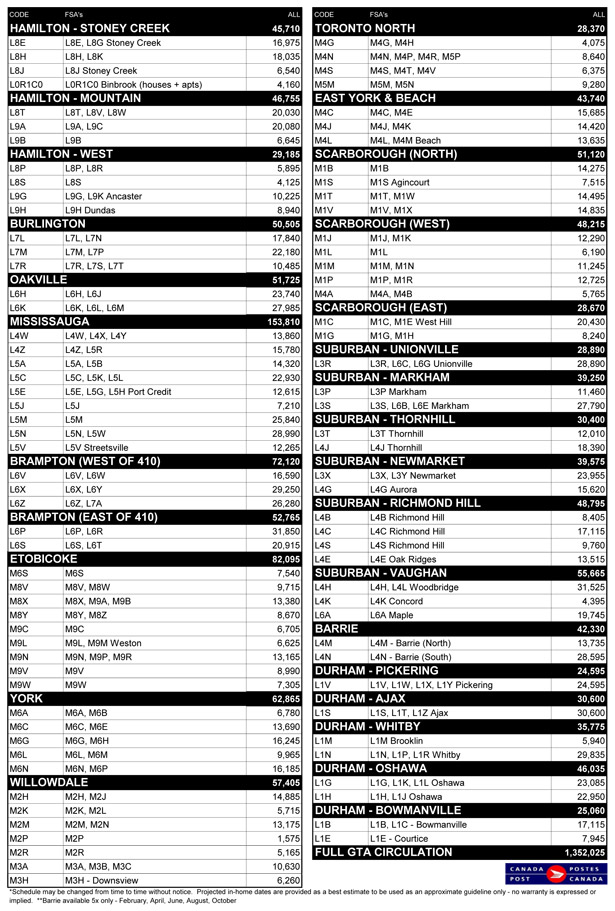 CODE FSA's ALL
HAMILTON - STONEY CREEK 45,710
L8E L8E, L8G Stoney Creek 16,975
L8H L8H, L8K 18,035
L8J L8J Stoney Creek 6,540
L0R1C0 L0R1C0 Binbrook (houses + apts) 4,160
HAMILTON - MOUNTAIN 46,755
L8T L8T, L8V, L8W 20,030
L9A L9A, L9C 20,080
L9B L9B 6,645
HAMILTON - WEST 29,185
L8P L8P, L8R 5,895
L8S L8S 4,125
L9G L9G, L9K Ancaster 10,225
L9H L9H Dundas 8,940
BURLINGTON 50,505
L7L L7L, L7N 17,840
L7M L7M, L7P 22,180
L7R L7R, L7S, L7T 10,485
OAKVILLE 51,725
L6H L6H, L6J 23,740
L6K L6K, L6L, L6M 27,985
MISSISSAUGA 153,810
L4W L4W, L4X, L4Y 13,860
L4Z L4Z, L5R 15,780
L5A L5A, L5B 14,320
L5C L5C, L5K, L5L 22,930
L5E L5E, L5G, L5H Port Credit 12,615
L5J L5J 7,210
L5M L5M 25,840
L5N L5N, L5W 28,990
L5V L5V Streetsville 12,265
BRAMPTON (WEST OF 410) 72,120
L6V L6V, L6W 16,590
L6X L6X, L6Y 29,250
L6Z L6Z, L7A 26,280
BRAMPTON (EAST OF 410) 52,765
L6P L6P, L6R 31,850
L6S L6S, L6T 20,915
ETOBICOKE 82,095
M6S M6S 7,540
M8V M8V, M8W 9,715
M8X M8X, M9A, M9B 13,380
M8Y M8Y, M8Z 8,670
M9C M9C 6,705
M9L M9L, M9M Weston 6,625
M9N M9N, M9P, M9R 13,165
M9V M9V 8,990
M9W M9W 7,305
YORK 62,865
M6A M6A, M6B 6,780
M6C M6C, M6E 13,690
M6G M6G, M6H 16,245
M6L M6L, M6M 9,965
M6N M6N, M6P 16,185
WILLOWDALE 57,405
M2H M2H, M2J 14,885
M2K M2K, M2L 5,715
M2M M2M, M2N 13,175
M2P M2P 1,575
M2R M2R 5,165
M3A M3A, M3B, M3C 10,630
M3H M3H - Downsview 6,260
CODE FSA's ALL
TORONTO NORTH 28,370
M4G M4G, M4H 4,075
M4N M4N, M4P, M4R, M5P 8,640
M4S M4S, M4T, M4V 6,375
M5M M5M, M5N 9,280
EAST YORK & BEACH 43,740
M4C M4C, M4E 15,685
M4J M4J, M4K 14,420
M4L M4L, M4M Beach 13,635
SCARBOROUGH (NORTH) 51,120
M1B M1B 14,275
M1S M1S Agincourt 7,515
M1T M1T, M1W 14,495
M1V M1V, M1X 14,835
SCARBOROUGH (WEST) 48,215
M1J M1J, M1K 12,290
M1L M1L 6,190
M1M M1M, M1N 11,245
M1P M1P, M1R 12,725
M4A M4A, M4B 5,765
SCARBOROUGH (EAST) 28,670
M1C M1C, M1E West Hill 20,430
M1G M1G, M1H 8,240
SUBURBAN - UNIONVILLE 28,890
L3R L3R, L6C, L6G Unionville 28,890
SUBURBAN - MARKHAM 39,250
L3P L3P Markham 11,460
L3S L3S, L6B, L6E Markham 27,790
SUBURBAN - THORNHILL 30,400
L3T L3T Thornhill 12,010
L4J L4J Thornhill 18,390
SUBURBAN - NEWMARKET 39,575
L3X L3X, L3Y Newmarket 23,955
L4G L4G Aurora 15,620
SUBURBAN - RICHMOND HILL 48,795
L4B L4B Richmond Hill 8,405
L4C L4C Richmond Hill 17,115
L4S L4S Richmond Hill 9,760
L4E L4E Oak Ridges 13,515
SUBURBAN - VAUGHAN 55,665
L4H L4H, L4L Woodbridge 31,525
L4K L4K Concord 4,395
L6A L6A Maple 19,745
BARRIE 42,330
L4M L4M - Barrie (North) 13,735
L4N L4N - Barrie (South) 28,595
DURHAM - PICKERING 24,595
L1V L1V, L1W, L1X, L1Y Pickering 24,595
DURHAM - AJAX 30,600
L1S L1S, L1T, L1Z Ajax 30,600
DURHAM - WHITBY 35,775
L1M L1M Brooklin 5,940
L1N L1N, L1P, L1R Whitby 29,835
DURHAM - OSHAWA 46,035
L1G L1G, L1K, L1L Oshawa 23,085
L1H L1H, L1J Oshawa 22,950
DURHAM - BOWMANVILLE 25,060
L1B L1B, L1C - Bowmanville 17,115
L1E L1E - Courtice 7,945
FULL GTA CIRCULATION 1,352,025
CANADA POSTES
POST CANADA
*Schedule may be changed from time to time without notice. Projected in-home dates are provided as a best estimate to be used as an approximate guideline only - no warranty is expressed or
implied. **Barrie available 5x only - February, April, June, August, October